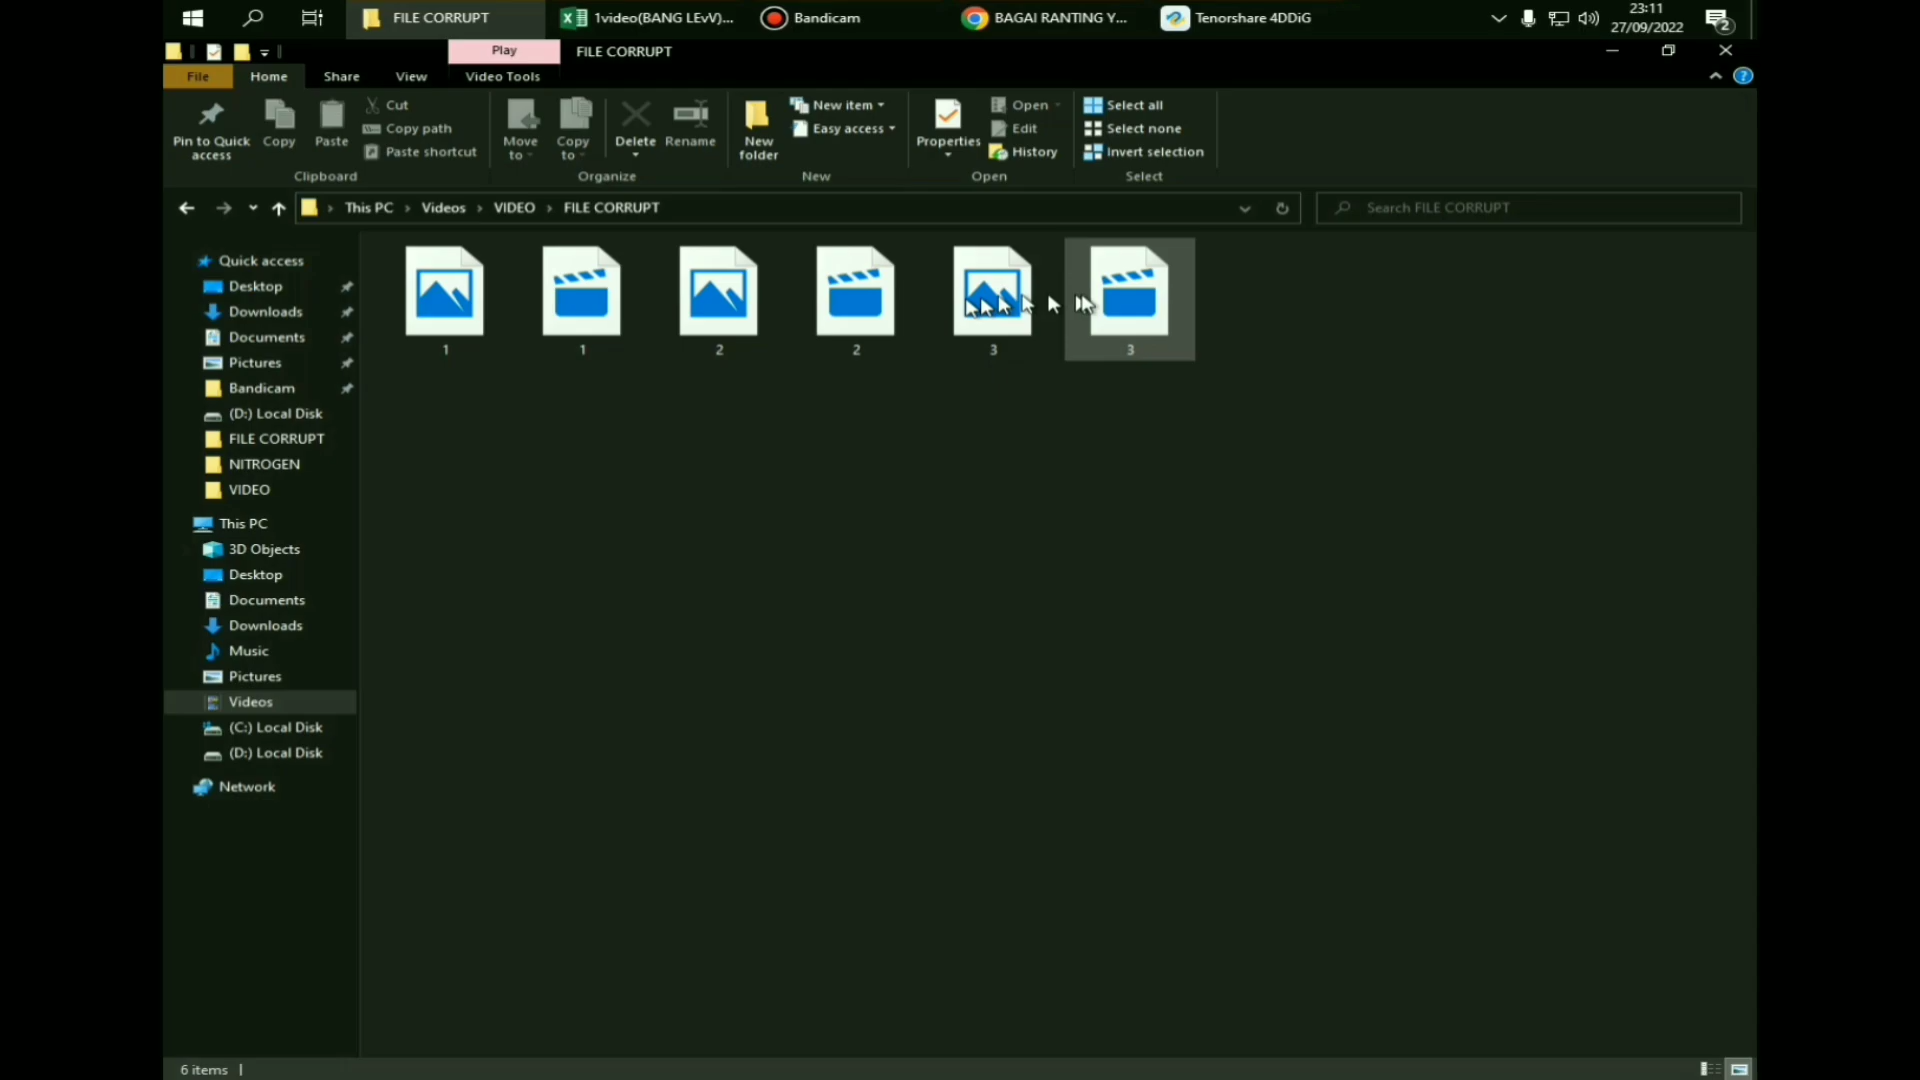 FILE CORRUPT
1video(BANG LEvV)...
Bandicam
BAGAI RANTING Y...
Tenorshare 4DDiG
23:11
27/09/2022
2
Play
FILE CORRUPT
File
Home
Share
View
Video Tools
?
Pin to Quick access
Copy
Paste
Cut
Copy path
Paste shortcut
Clipboard
Move to
Copy to
Delete
Rename
Organize
New folder
New item
Easy access
New
Properties
Open
Edit
History
Open
Select all
Select none
Invert selection
Select
This PC > Videos > VIDEO > FILE CORRUPT
Search FILE CORRUPT
Quick access
Desktop
Downloads
Documents
Pictures
Bandicam
(D:) Local Disk
FILE CORRUPT
NITROGEN
VIDEO
This PC
3D Objects
Desktop
Documents
Downloads
Music
Pictures
Videos
(C:) Local Disk
(D:) Local Disk
Network
1
1
2
2
3
3
6 items